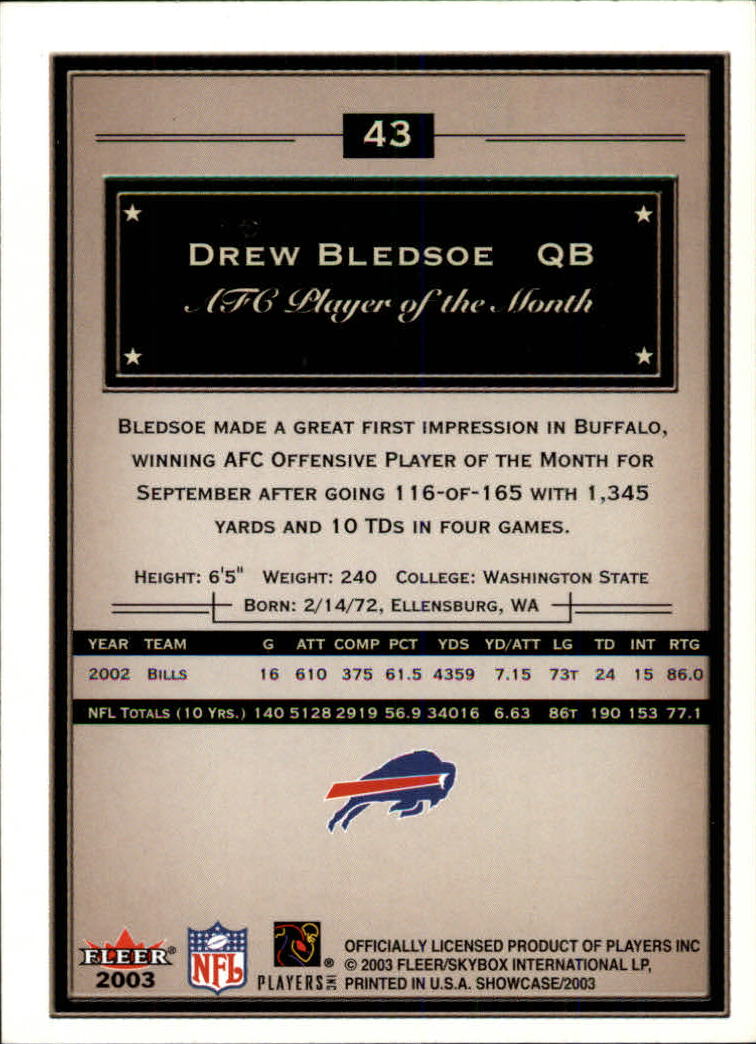 43
DREW BLEDSOE QB
AFC Player of the Month
BLEDSOE MADE A GREAT FIRST IMPRESSION IN BUFFALO,
WINNING AFC OFFENSIVE PLAYER OF THE MONTH FOR
SEPTEMBER AFTER GOING 116-OF-165 WITH 1,345
YARDS AND 10 TDS IN FOUR GAMES.
HEIGHT: 6'5" WEIGHT: 240 COLLEGE: WASHINGTON STATE
BORN: 2/14/72, ELLENSBURG, WA
YEAR TEAM G ATT COMP PCT YDS YD/ATT LG TD INT RTG
2002 BILLS 16 610 375 61.5 4359 7.15 73T 24 15 86.0
NFL TOTALS (10 YRS.) 140 5128 2919 56.9 34016 6.63 86T 190 153 77.1
FLEER®
2003
NFL
PLAYERS INC ®
OFFICIALLY LICENSED PRODUCT OF PLAYERS INC
© 2003 FLEER/SKYBOX INTERNATIONAL LP,
PRINTED IN U.S.A. SHOWCASE/2003